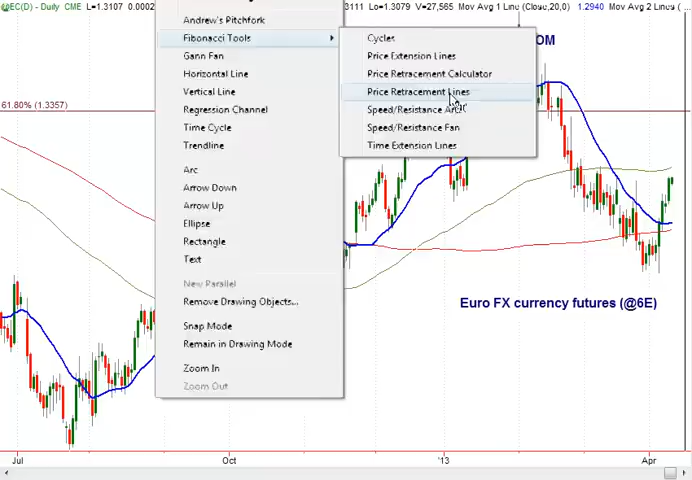 @EC(D) - Daily CME L=1.3107 0.0002
Lo=1.3079 V=27,565 Mov Avg 1 Line (Close,20,0) 1.2940 Mov Avg 2 Lines (
Andrew's Pitchfork
Fibonacci Tools
Gann Fan
Horizontal Line
Vertical Line
Regression Channel
Time Cycle
Trendline
Arc
Arrow Down
Arrow Up
Ellipse
Rectangle
Text
New Parallel
Remove Drawing Objects...
Snap Mode
Remain in Drawing Mode
Zoom In
Zoom Out
Cycles
Price Extension Lines
Price Retracement Calculator
Price Retracement Lines
Speed/Resistance Arc
Speed/Resistance Fan
Time Extension Lines
OM
61.80% (1.3357)
Euro FX currency futures (@6E)
Jul
Oct
'13
Apr